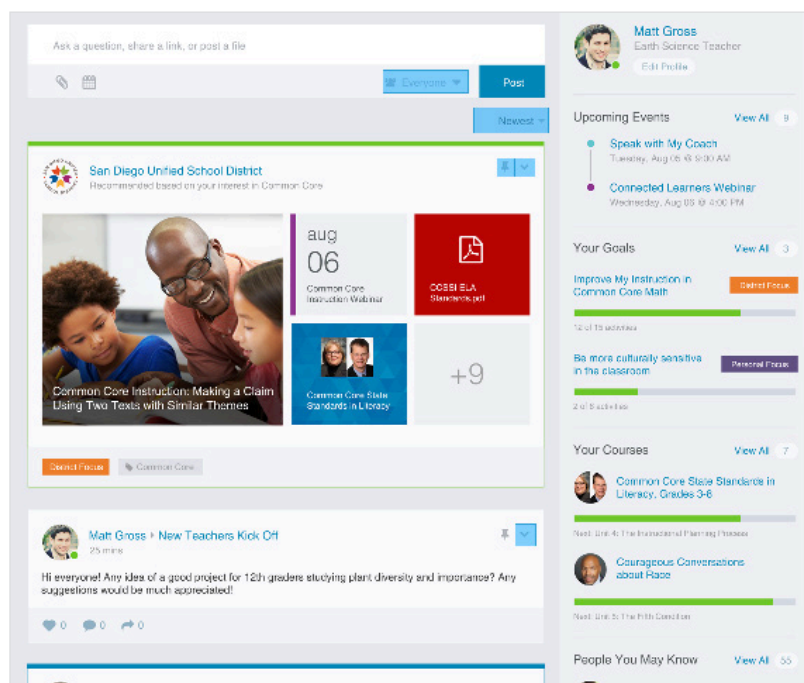 Ask a question, share a link, or post a file
Everyone
Post
Newest
San Diego Unified School District
Recommended based on your interest in Common Core
Common Core Instruction: Making a Claim
Using Two Texts with Similar Themes
aug
06
Common Core
Instruction Webinar
CCSSI ELA
Standards.pdf
Common Core State
Standards in Literacy
+9
District Focus
Common Core
Matt Gross New Teachers Kick Off
25 mins
Hi everyone! Any idea of a good project for 12th graders studying plant diversity and importance? Any
suggestions would be much appreciated!
0 0 0
Matt Gross
Earth Science Teacher
Edit Profile
Upcoming Events View All 9
Speak with My Coach
Tuesday, Aug 05 @ 9:00 AM
Connected Learners Webinar
Wednesday, Aug 06 @ 4:00 PM
Your Goals View All 3
Improve My Instruction in
Common Core Math
District Focus
12 of 15 activities
Be more culturally sensitive
in the classroom
Personal Focus
2 of 8 activities
Your Courses View All 7
Common Core State Standards in
Literacy, Grades 3-6
Next: Unit 4: The Instructional Planning Process
Courageous Conversations
about Race
Next: Unit 5: The Fifth Condition
People You May Know View All 55